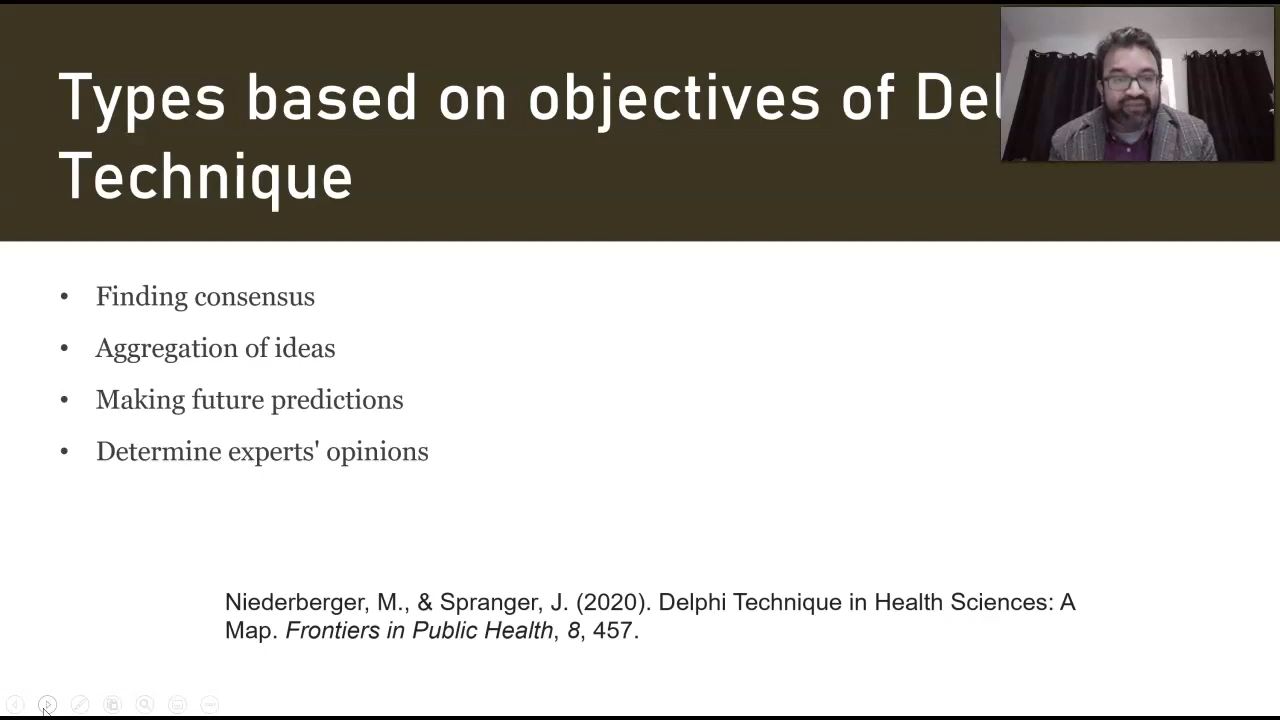 Types based on objectives of Del
Technique
• Finding consensus
• Aggregation of ideas
• Making future predictions
• Determine experts' opinions
Niederberger, M., & Spranger, J. (2020). Delphi Technique in Health Sciences: A
Map. Frontiers in Public Health, 8, 457.